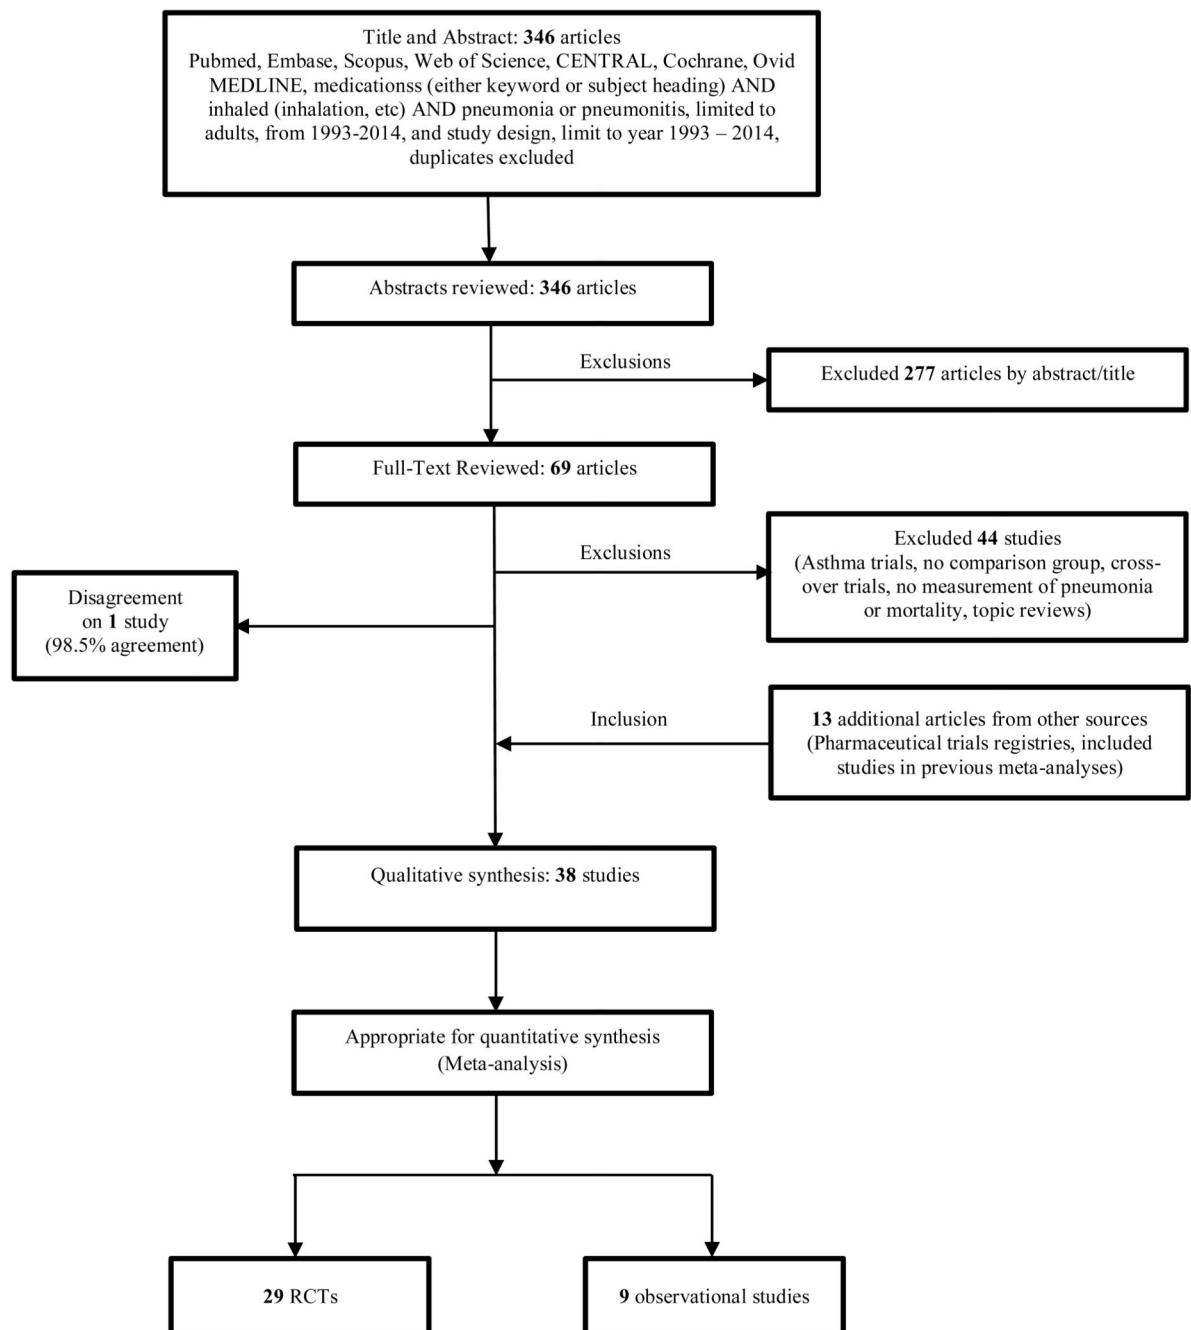 Title and Abstract: 346 articles
Pubmed, Embase, Scopus, Web of Science, CENTRAL, Cochrane, Ovid
MEDLINE, medicationss (either keyword or subject heading) AND
inhaled (inhalation, etc) AND pneumonia or pneumonitis, limited to
adults, from 1993-2014, and study design, limit to year 1993 – 2014,
duplicates excluded
Abstracts reviewed: 346 articles
Exclusions
Excluded 277 articles by abstract/title
Full-Text Reviewed: 69 articles
Exclusions
Excluded 44 studies
(Asthma trials, no comparison group, cross-
over trials, no measurement of pneumonia
or mortality, topic reviews)
Disagreement
on 1 study
(98.5% agreement)
Inclusion
13 additional articles from other sources
(Pharmaceutical trials registries, included
studies in previous meta-analyses)
Qualitative synthesis: 38 studies
Appropriate for quantitative synthesis
(Meta-analysis)
29 RCTs
9 observational studies